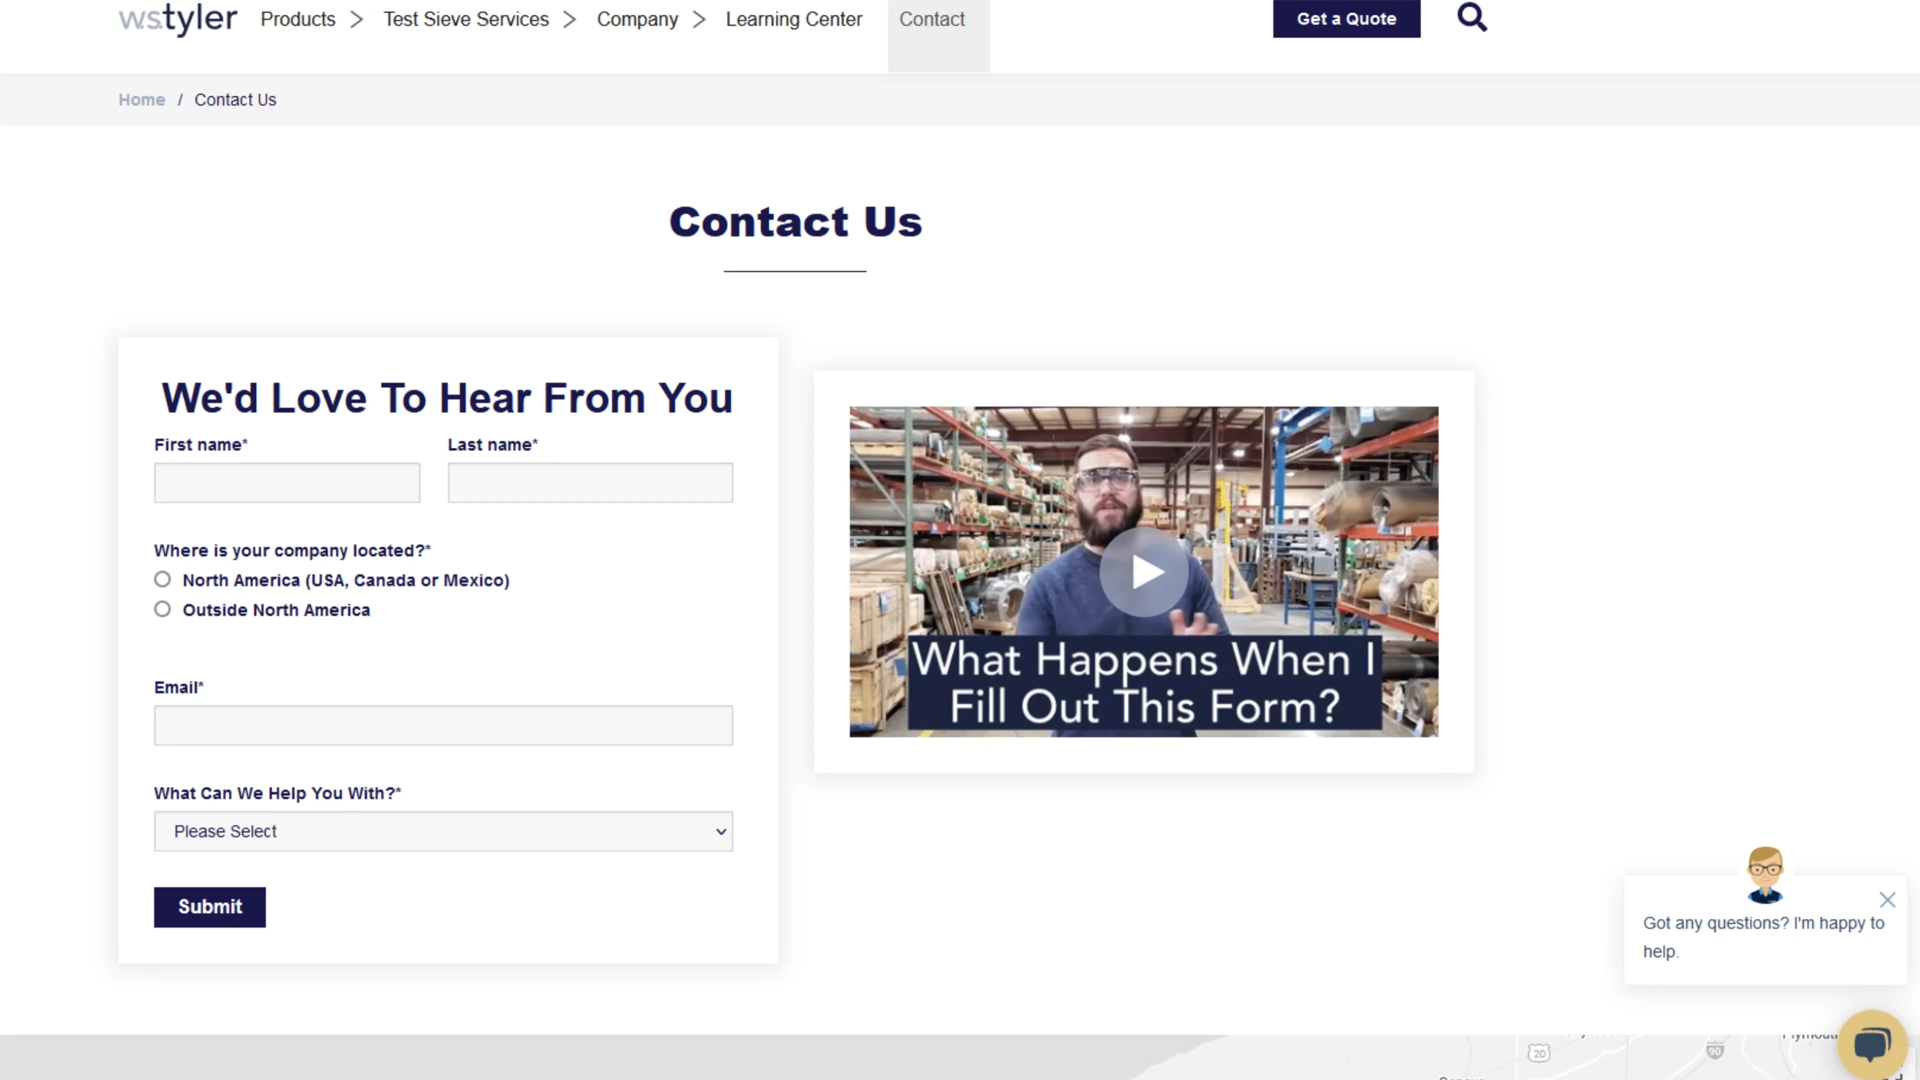 wstyler Products Test Sieve Services Company Learning Center Contact Get a Quote
Home / Contact Us
Contact Us
We'd Love To Hear From You
First name* Last name*
Where is your company located?*
North America (USA, Canada or Mexico)
Outside North America
Email*
What Can We Help You With?*
Please Select
Submit
What Happens When I
Fill Out This Form?
Got any questions? I'm happy to
help.
20
90